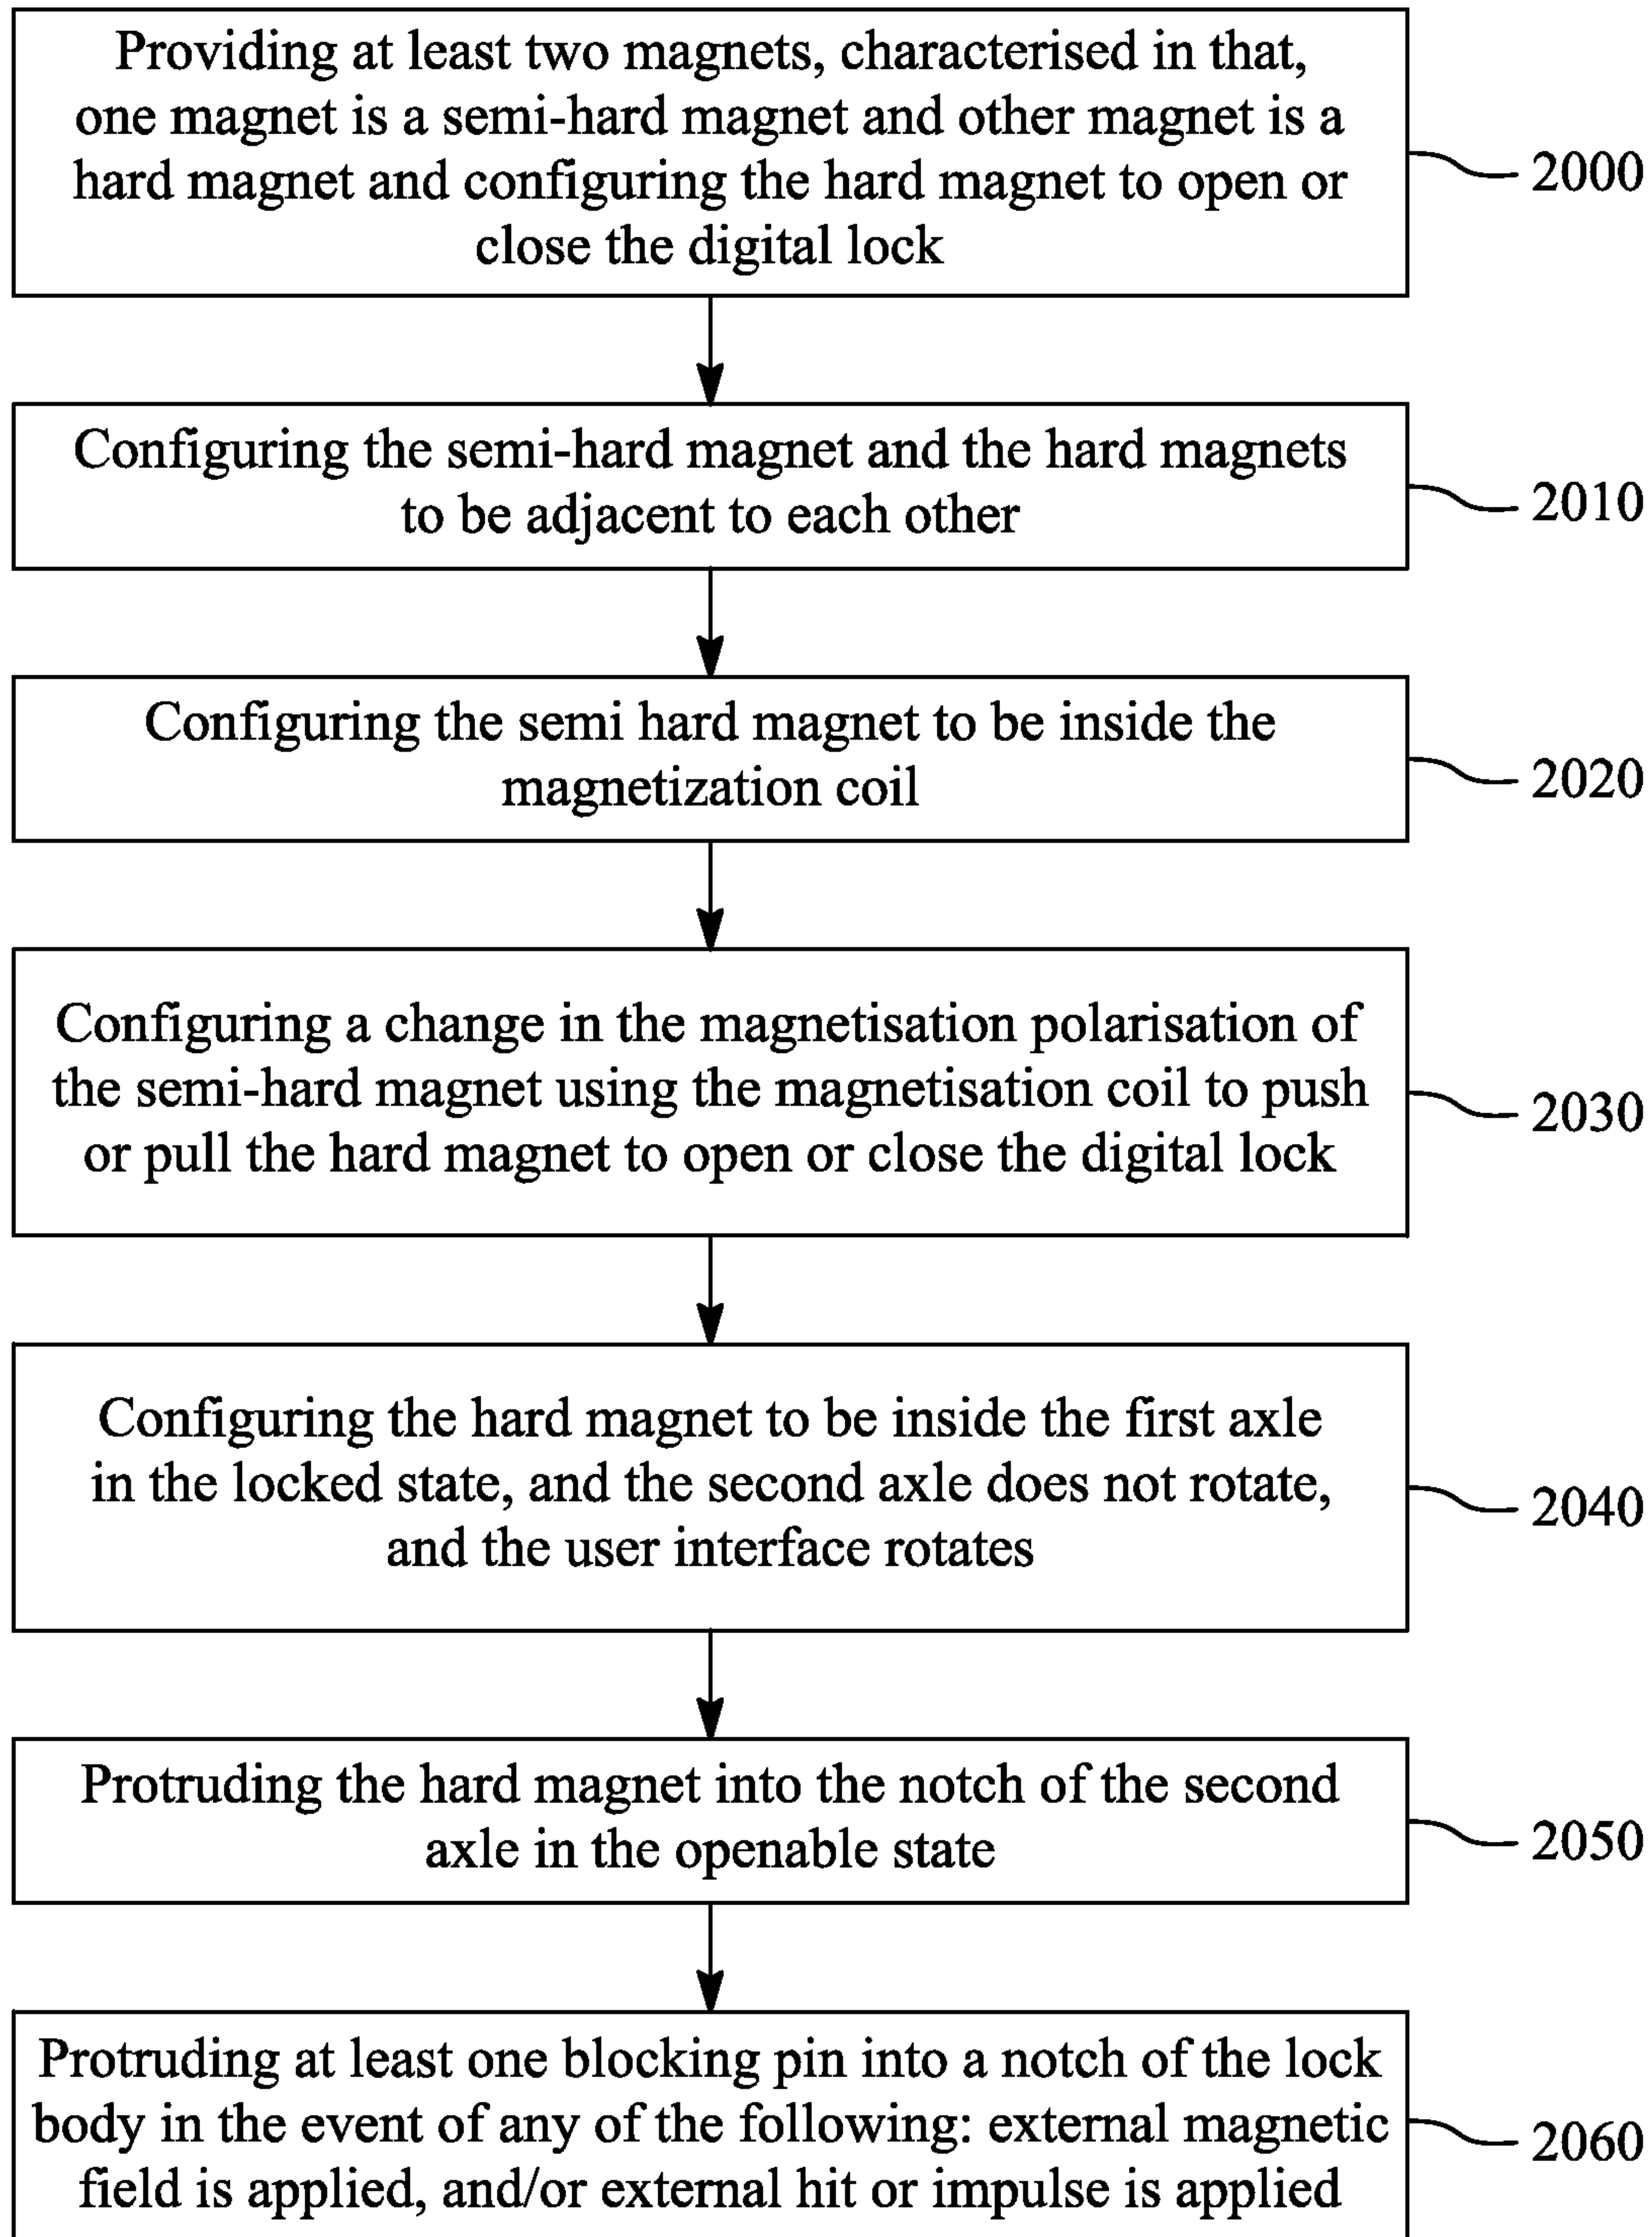 Providing at least two magnets, characterised in that,
one magnet is a semi-hard magnet and other magnet is a
hard magnet and configuring the hard magnet to open or
close the digital lock
2000
Configuring the semi-hard magnet and the hard magnets
to be adjacent to each other
2010
Configuring the semi hard magnet to be inside the
magnetization coil
2020
Configuring a change in the magnetisation polarisation of
the semi-hard magnet using the magnetisation coil to push
or pull the hard magnet to open or close the digital lock
2030
Configuring the hard magnet to be inside the first axle
in the locked state, and the second axle does not rotate,
and the user interface rotates
2040
Protruding the hard magnet into the notch of the second
axle in the openable state
2050
Protruding at least one blocking pin into a notch of the lock
body in the event of any of the following: external magnetic
field is applied, and/or external hit or impulse is applied
2060